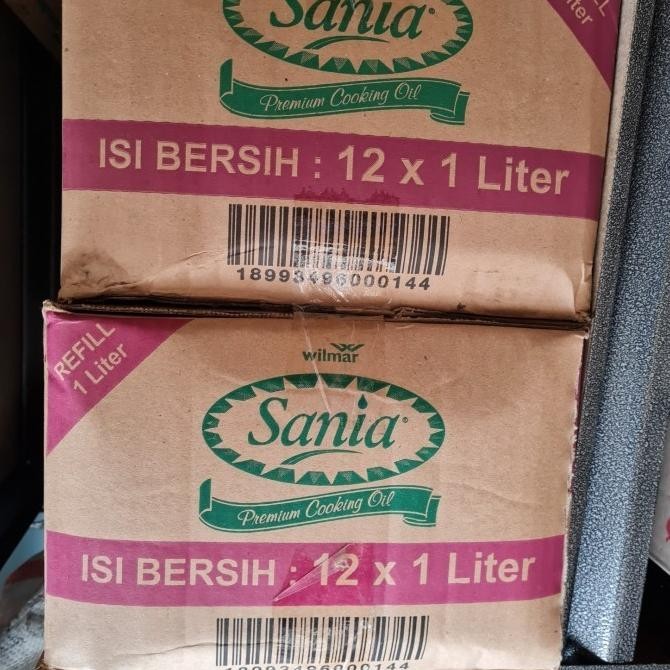 Sania
Premium Cooking Oil
ISI BERSIH : 12 x 1 Liter
18993496000144
REFILL
1 Liter
wilmar
Sania
Premium Cooking Oil
ISI BERSIH : 12 x 1 Liter
18993496000144